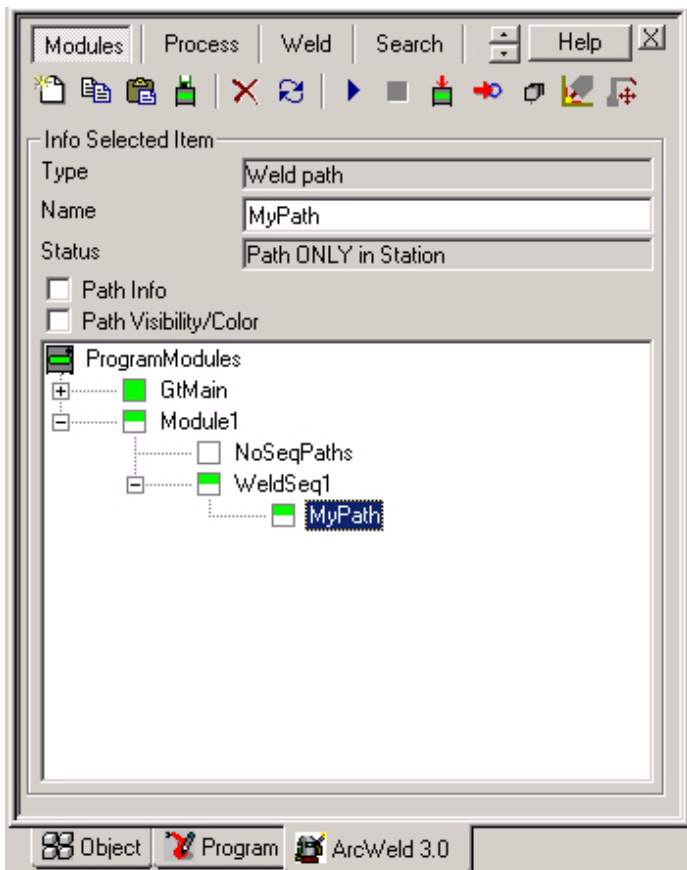 Modules Process Weld Search Help
Info Selected Item
Type Weld path
Name MyPath
Status Path ONLY in Station
Path Info
Path Visibility/Color
ProgramModules
GtMain
Module1
NoSeqPaths
WeldSeq1
MyPath
Object Program ArcWeld 3.0